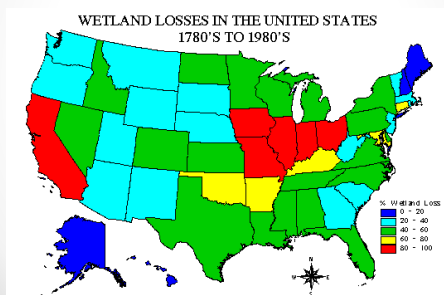 WETLAND LOSSES IN THE UNITED STATES
1780'S TO 1980'S
% Wetland Loss
0 - 20
20 - 40
40 - 60
60 - 80
80 - 100
W
E
S